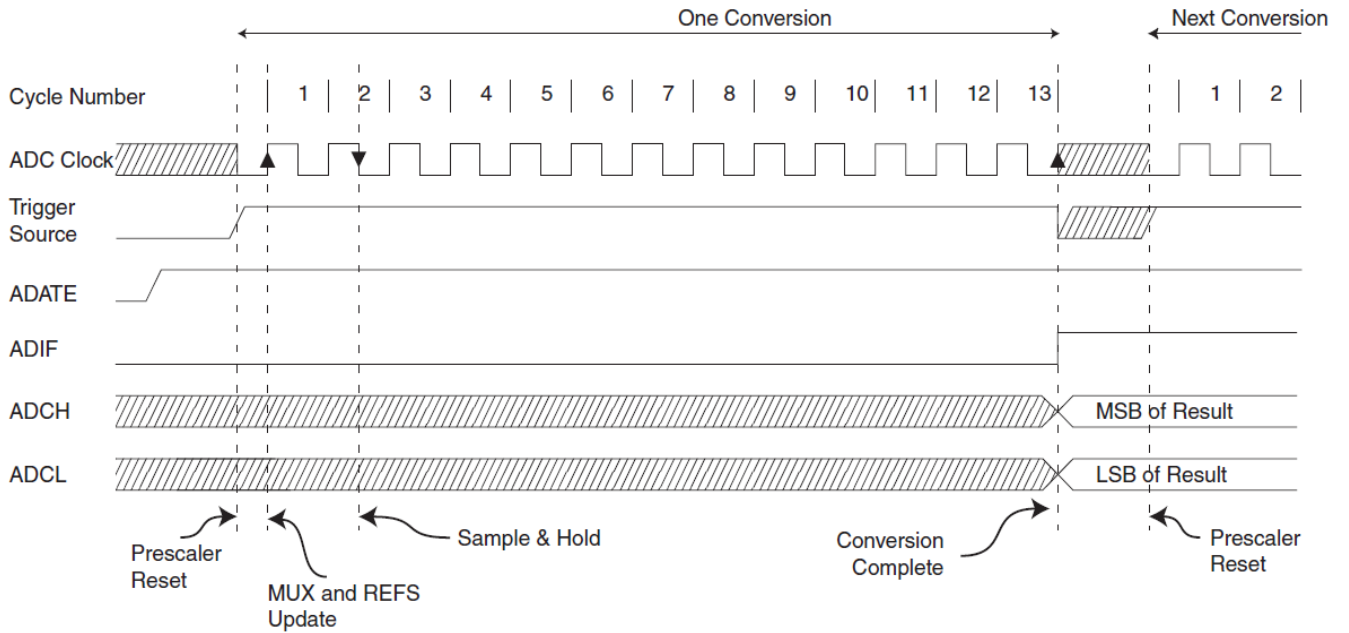 One Conversion
Next Conversion
Cycle Number
1 2 3 4 5 6 7 8 9 10 11 12 13 1 2
ADC Clock
Trigger
Source
ADATE
ADIF
ADCH
MSB of Result
ADCL
LSB of Result
Prescaler
Reset
MUX and REFS
Update
Sample & Hold
Conversion
Complete
Prescaler
Reset